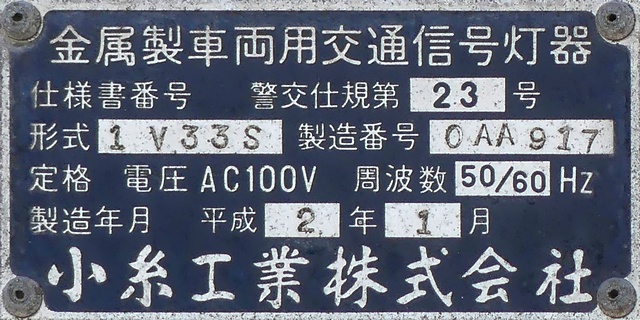 金属製車両用交通信号灯器
仕様書番号 警交仕規第 23 号
形式 1V33S 製造番号 0AA917
定格 電圧 AC100V 周波数 50/60 Hz
製造年月 平成 2 年 1 月
小糸工業株式会社